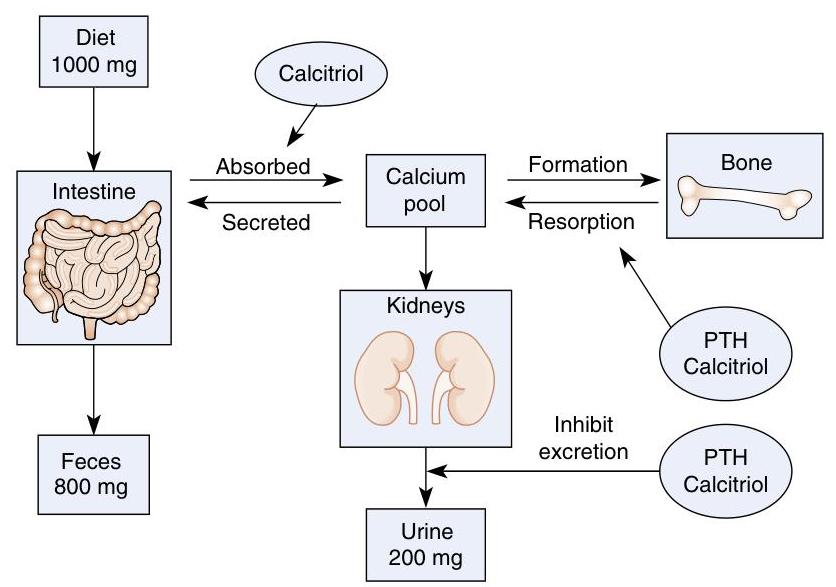 Diet
1000 mg
Calcitriol
Intestine
Absorbed
Secreted
Calcium
pool
Formation
Resorption
Bone
Kidneys
PTH
Calcitriol
Feces
800 mg
Inhibit
excretion
PTH
Calcitriol
Urine
200 mg